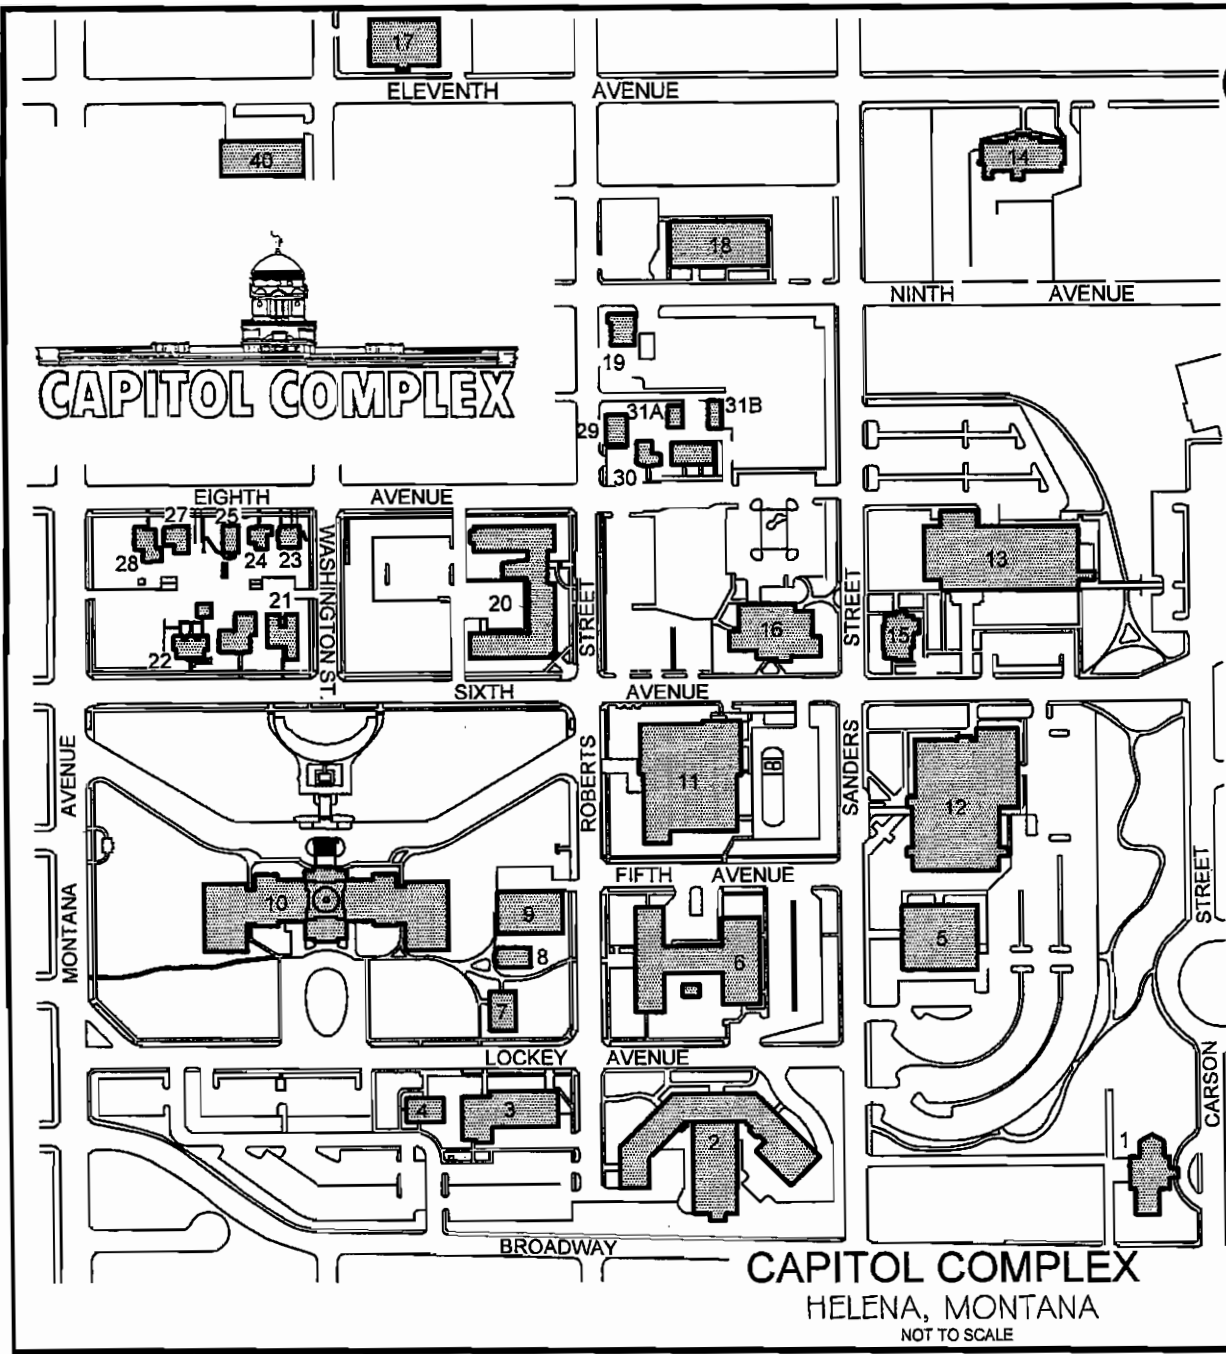 17
ELEVENTH AVENUE
40
14
18
NINTH AVENUE
19
CAPITOL COMPLEX
31A
31B
29
30
EIGHTH AVENUE
27
25
28
24
23
WASHINGTON ST.
21
22
20
STREET
16
STREET
13
15
SIXTH AVENUE
AVENUE
ROBERTS
11
SANDERS
12
FIFTH AVENUE
STREET
MONTANA
10
9
8
7
6
5
LOCKEY AVENUE
CARSON
4
3
2
1
BROADWAY
CAPITOL COMPLEX
HELENA, MONTANA
NOT TO SCALE